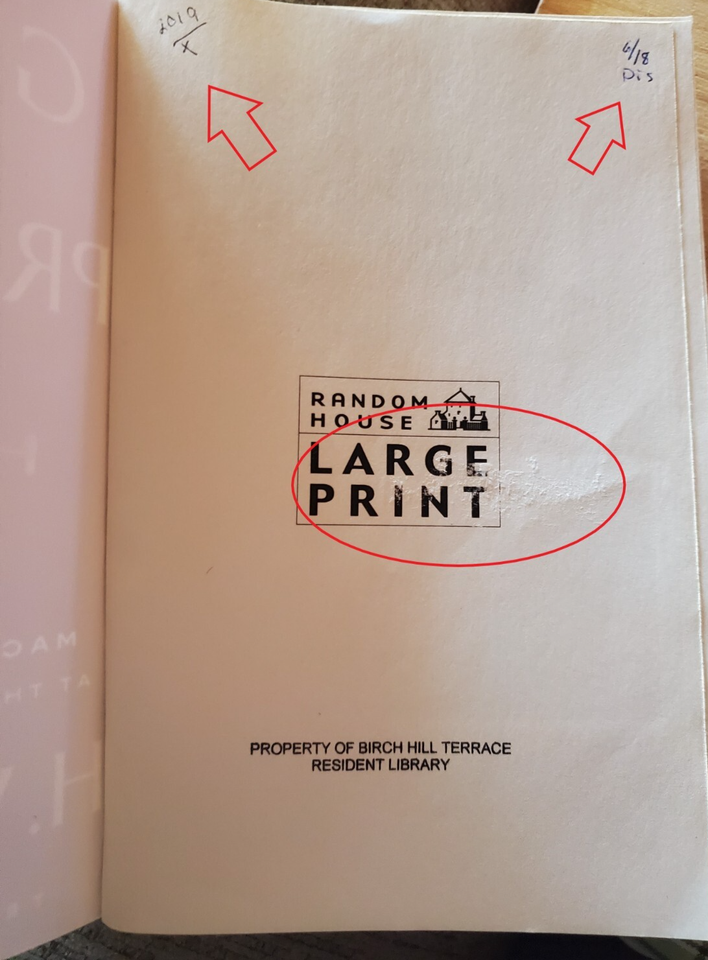 2019
X
6/18
Dis
RANDOM
HOUSE
LARGE
PRINT
PROPERTY OF BIRCH HILL TERRACE
RESIDENT LIBRARY